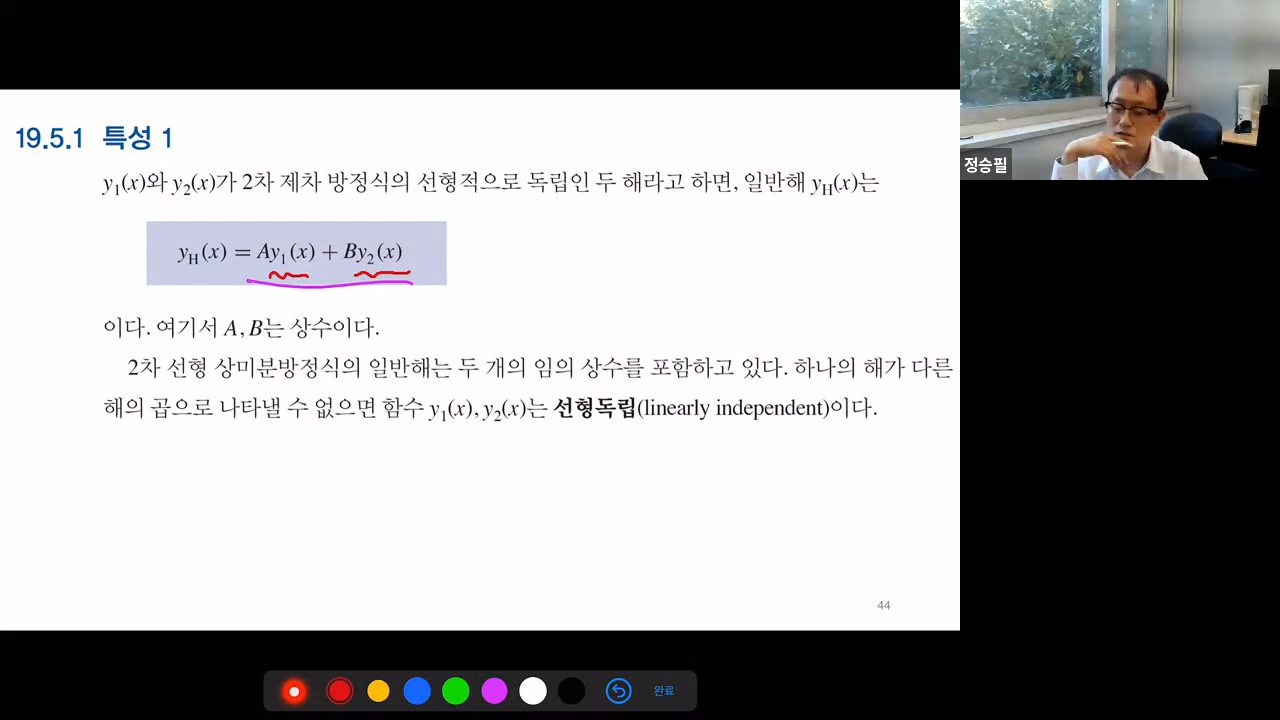 19.5.1 특성 1
y₁(x)와 y₂(x)가 2차 제차 방정식의 선형적으로 독립인 두 해라고 하면, 일반해 y_H(x)는
y_H(x) = Ay₁(x) + By₂(x)
이다. 여기서 A, B는 상수이다.
2차 선형 상미분방정식의 일반해는 두 개의 임의 상수를 포함하고 있다. 하나의 해가 다른
해의 곱으로 나타낼 수 없으면 함수 y₁(x), y₂(x)는 선형독립(linearly independent)이다.
44
정승필
완료